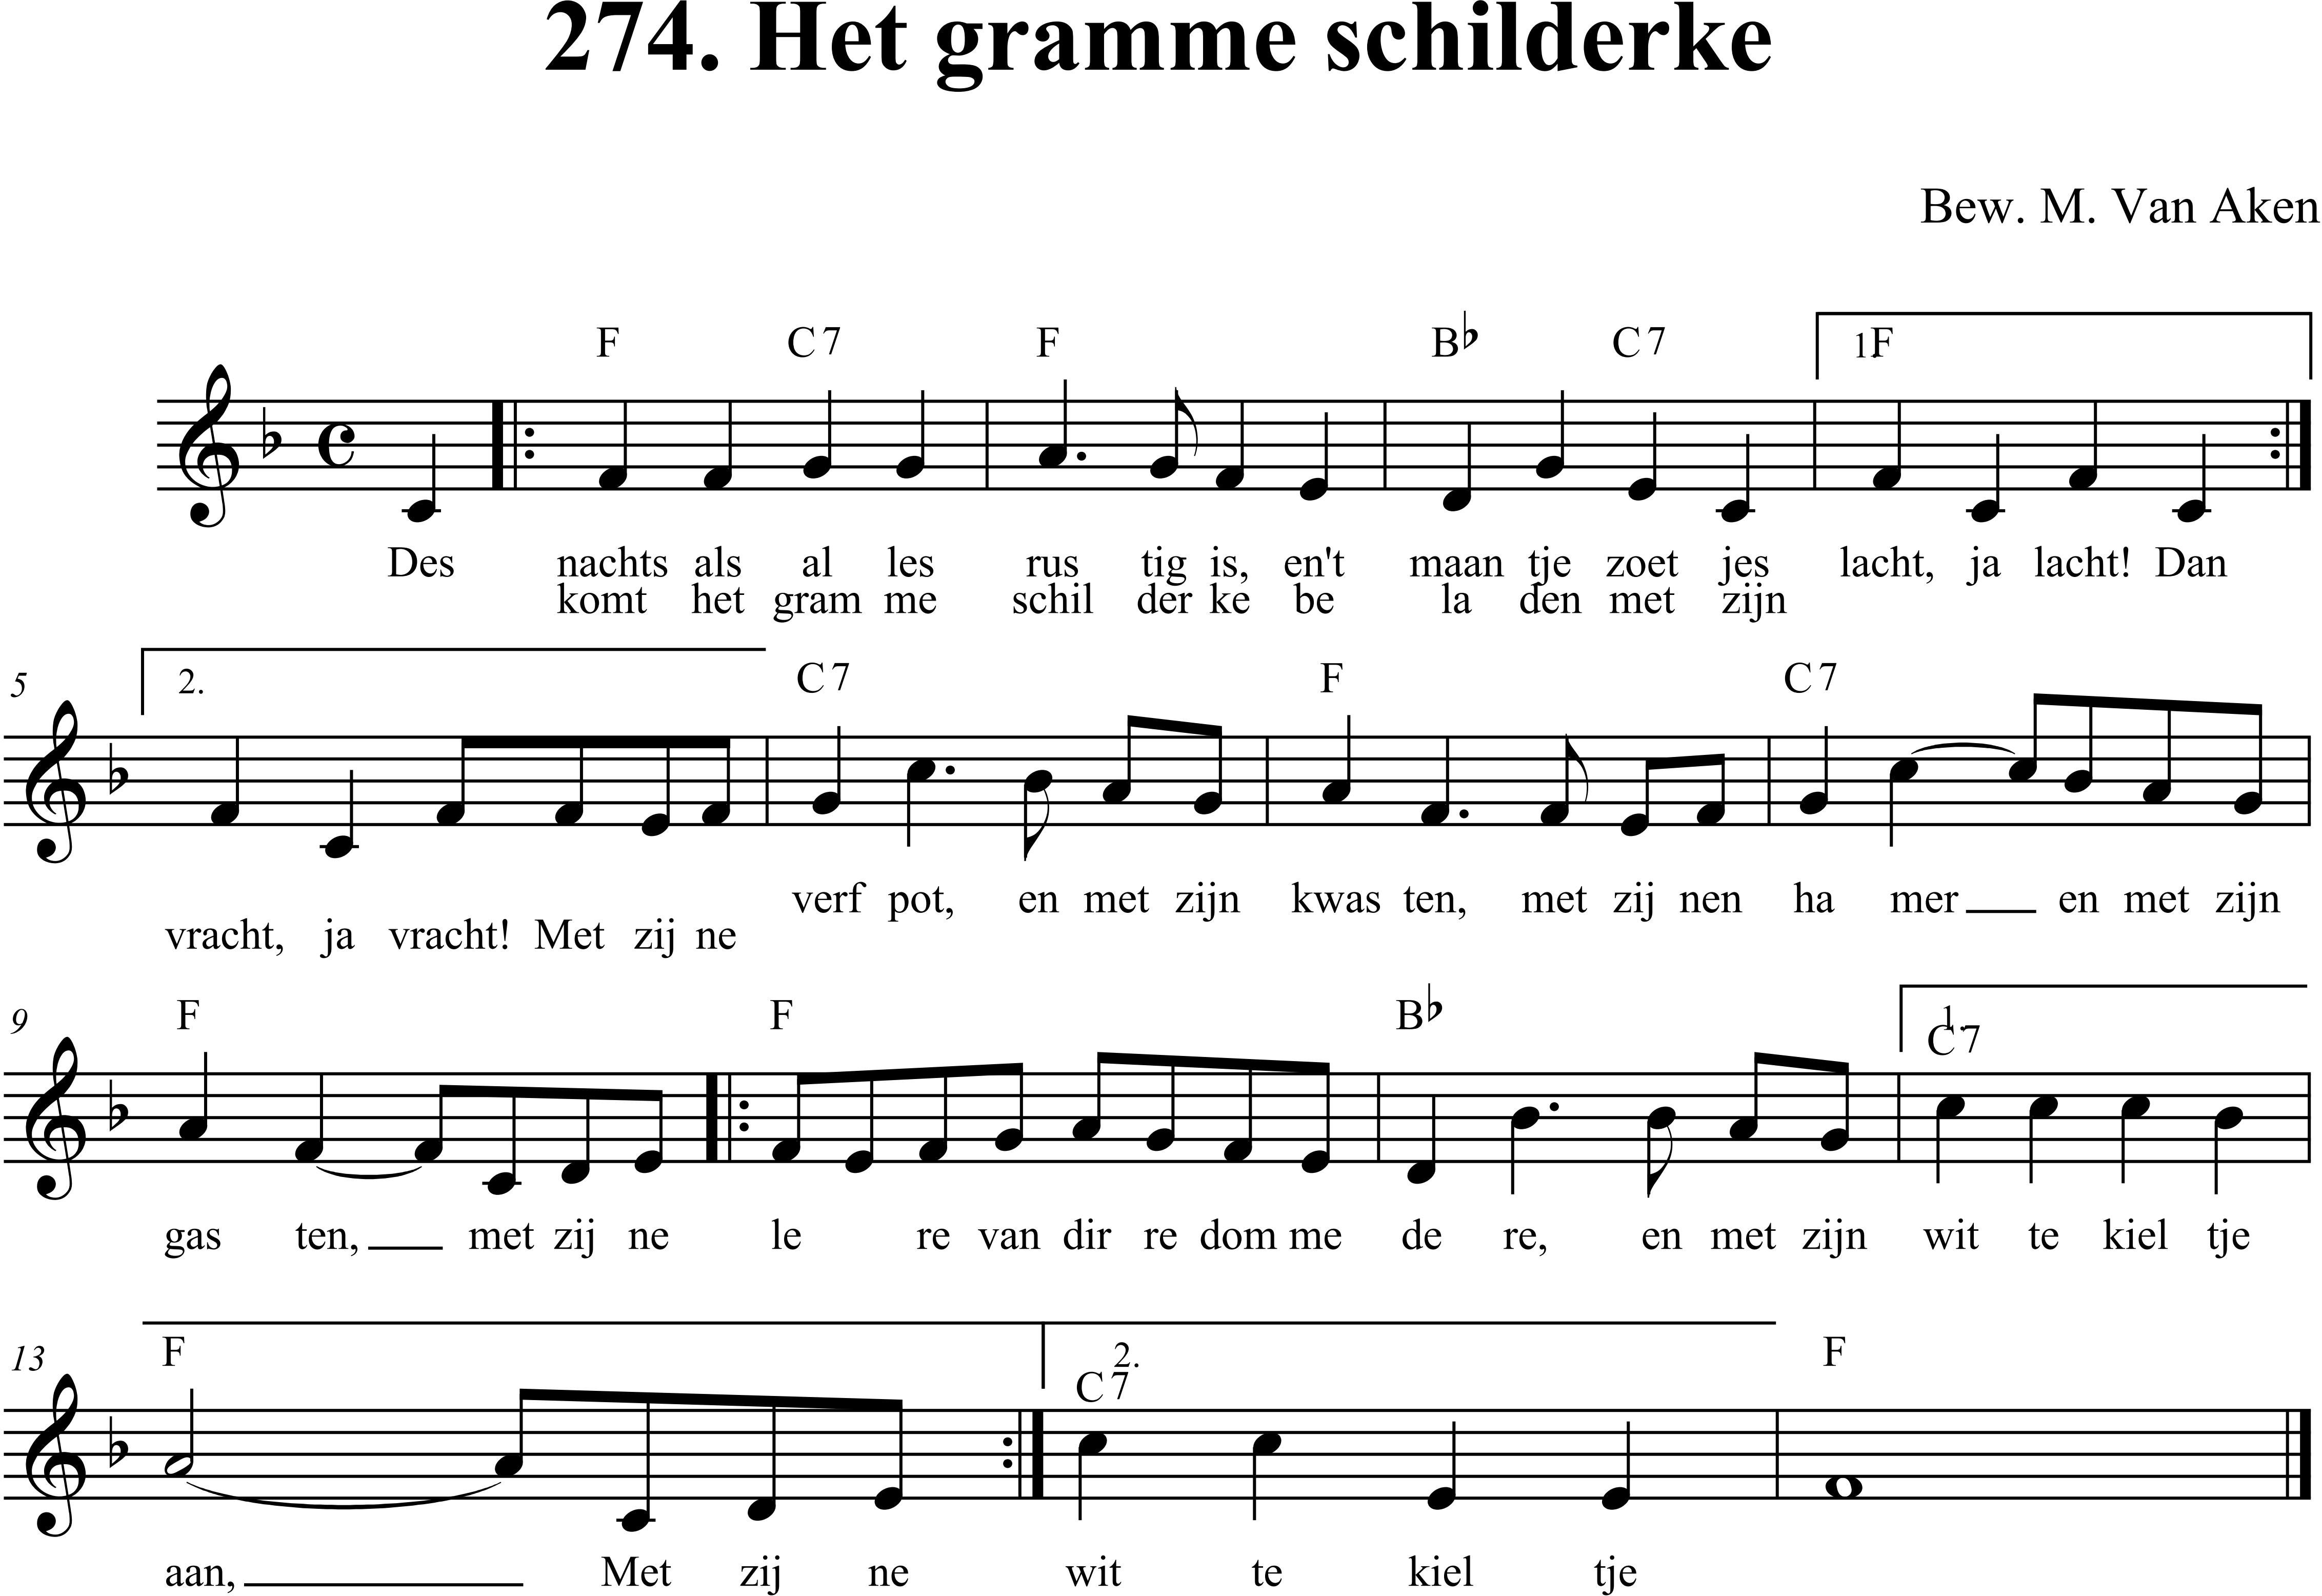 274. Het gramme schilderke
Bew. M. Van Aken
F C7 F B♭ C7 1. F
Des nachts als al les rus tig is, en't maan tje zoet jes lacht, ja lacht! Dan
komt het gram me schil der ke be la den met zijn
5 2. C7 F C7
verf pot, en met zijn kwas ten, met zij nen ha mer en met zijn
vracht, ja vracht! Met zij ne
9 F F B♭ 1. C7
gas ten, met zij ne le re van dir re dom me de re, en met zijn wit te kiel tje
13 F 2. C7 F
aan, Met zij ne wit te kiel tje